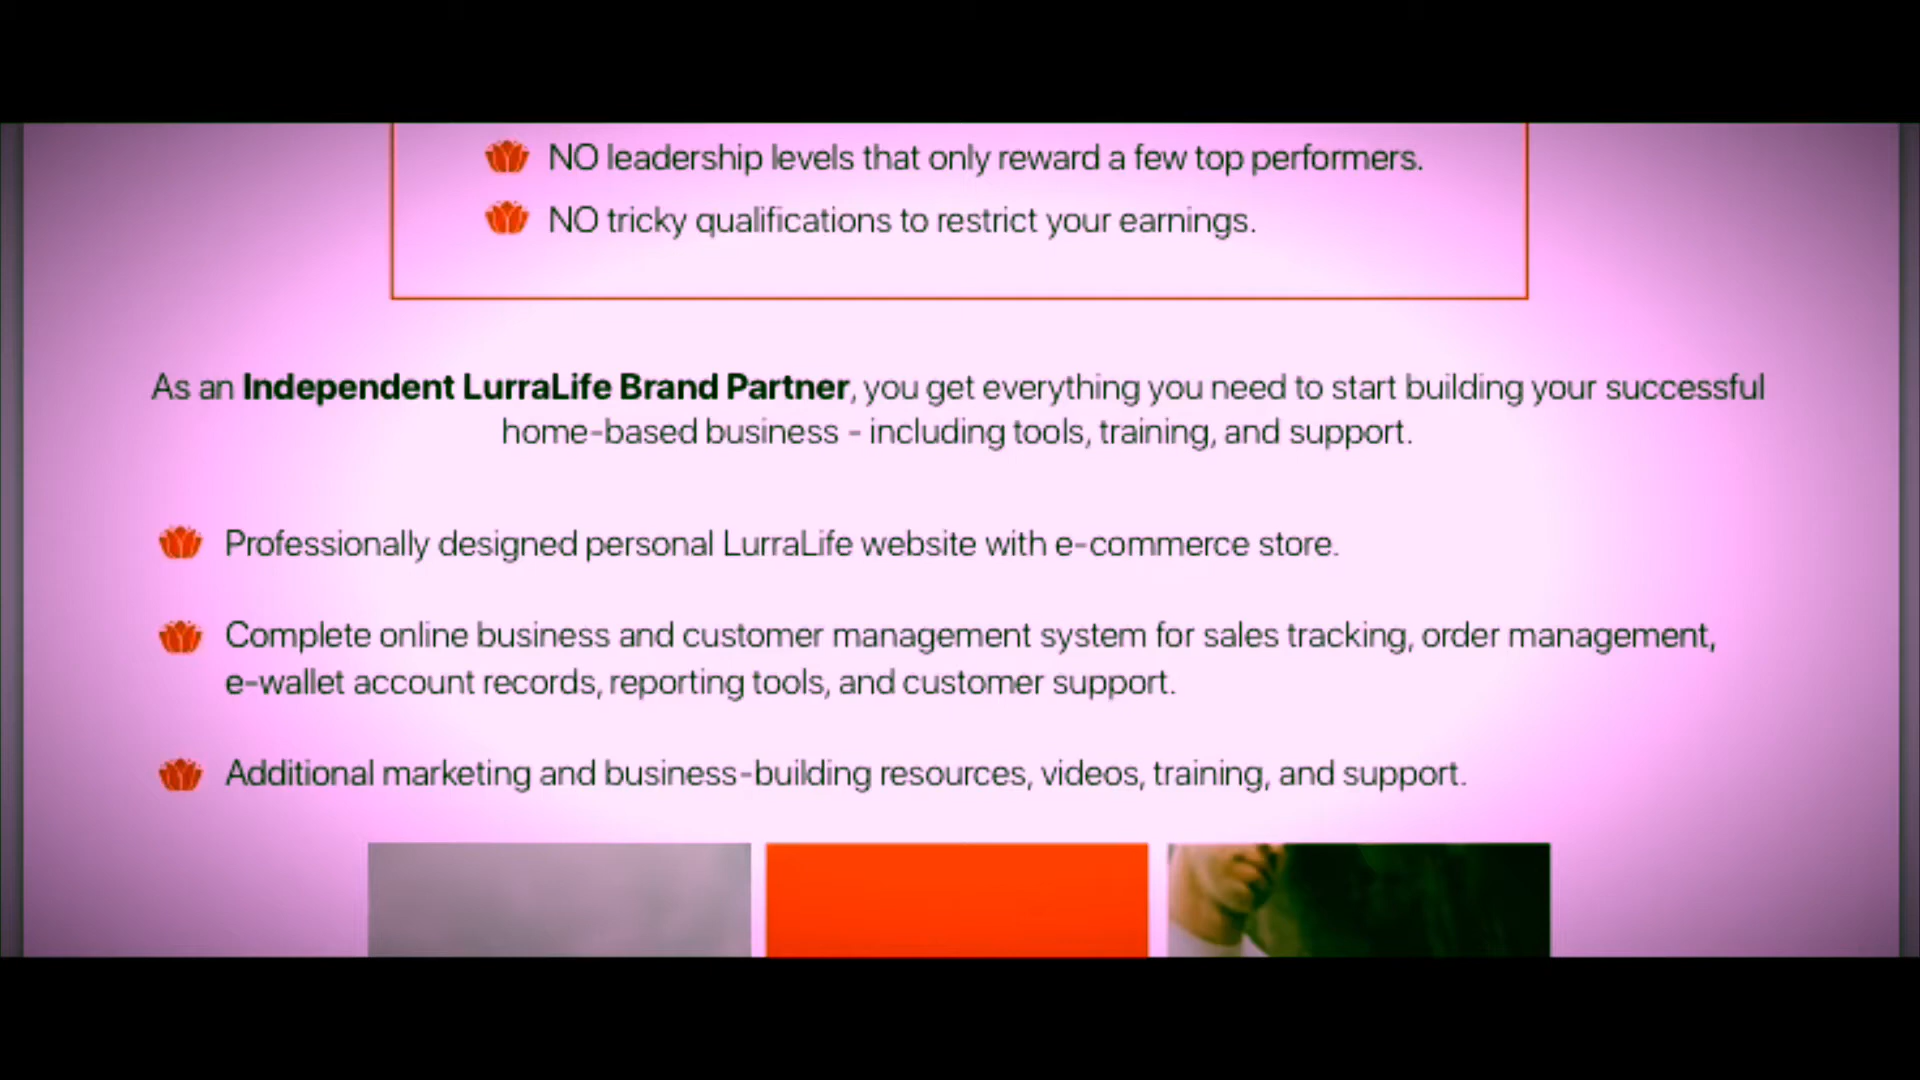 NO leadership levels that only reward a few top performers.
NO tricky qualifications to restrict your earnings.
As an Independent LurraLife Brand Partner, you get everything you need to start building your successful
home-based business - including tools, training, and support.
Professionally designed personal LurraLife website with e-commerce store.
Complete online business and customer management system for sales tracking, order management,
e-wallet account records, reporting tools, and customer support.
Additional marketing and business-building resources, videos, training, and support.